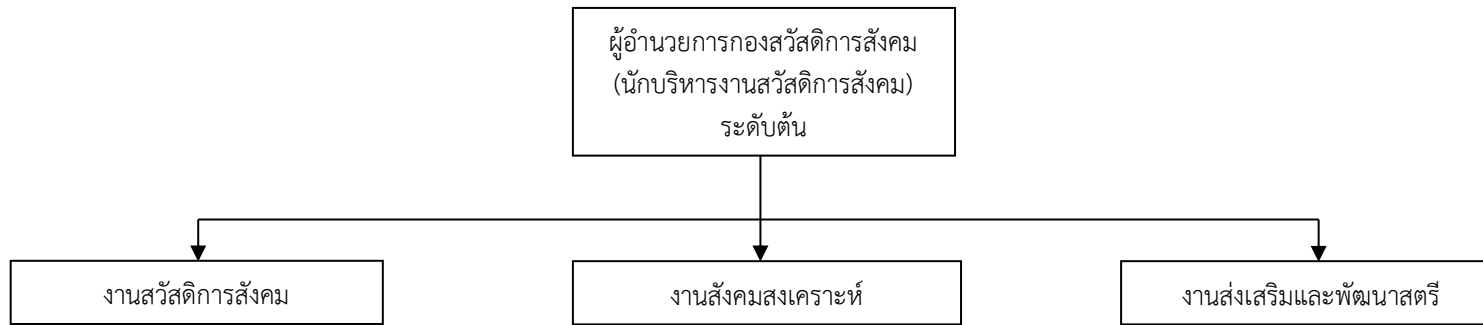 ผู้อำนวยการกองสวัสดิการสังคม
(นักบริหารงานสวัสดิการสังคม)
ระดับต้น
งานสวัสดิการสังคม
งานสังคมสงเคราะห์
งานส่งเสริมและพัฒนาสตรี